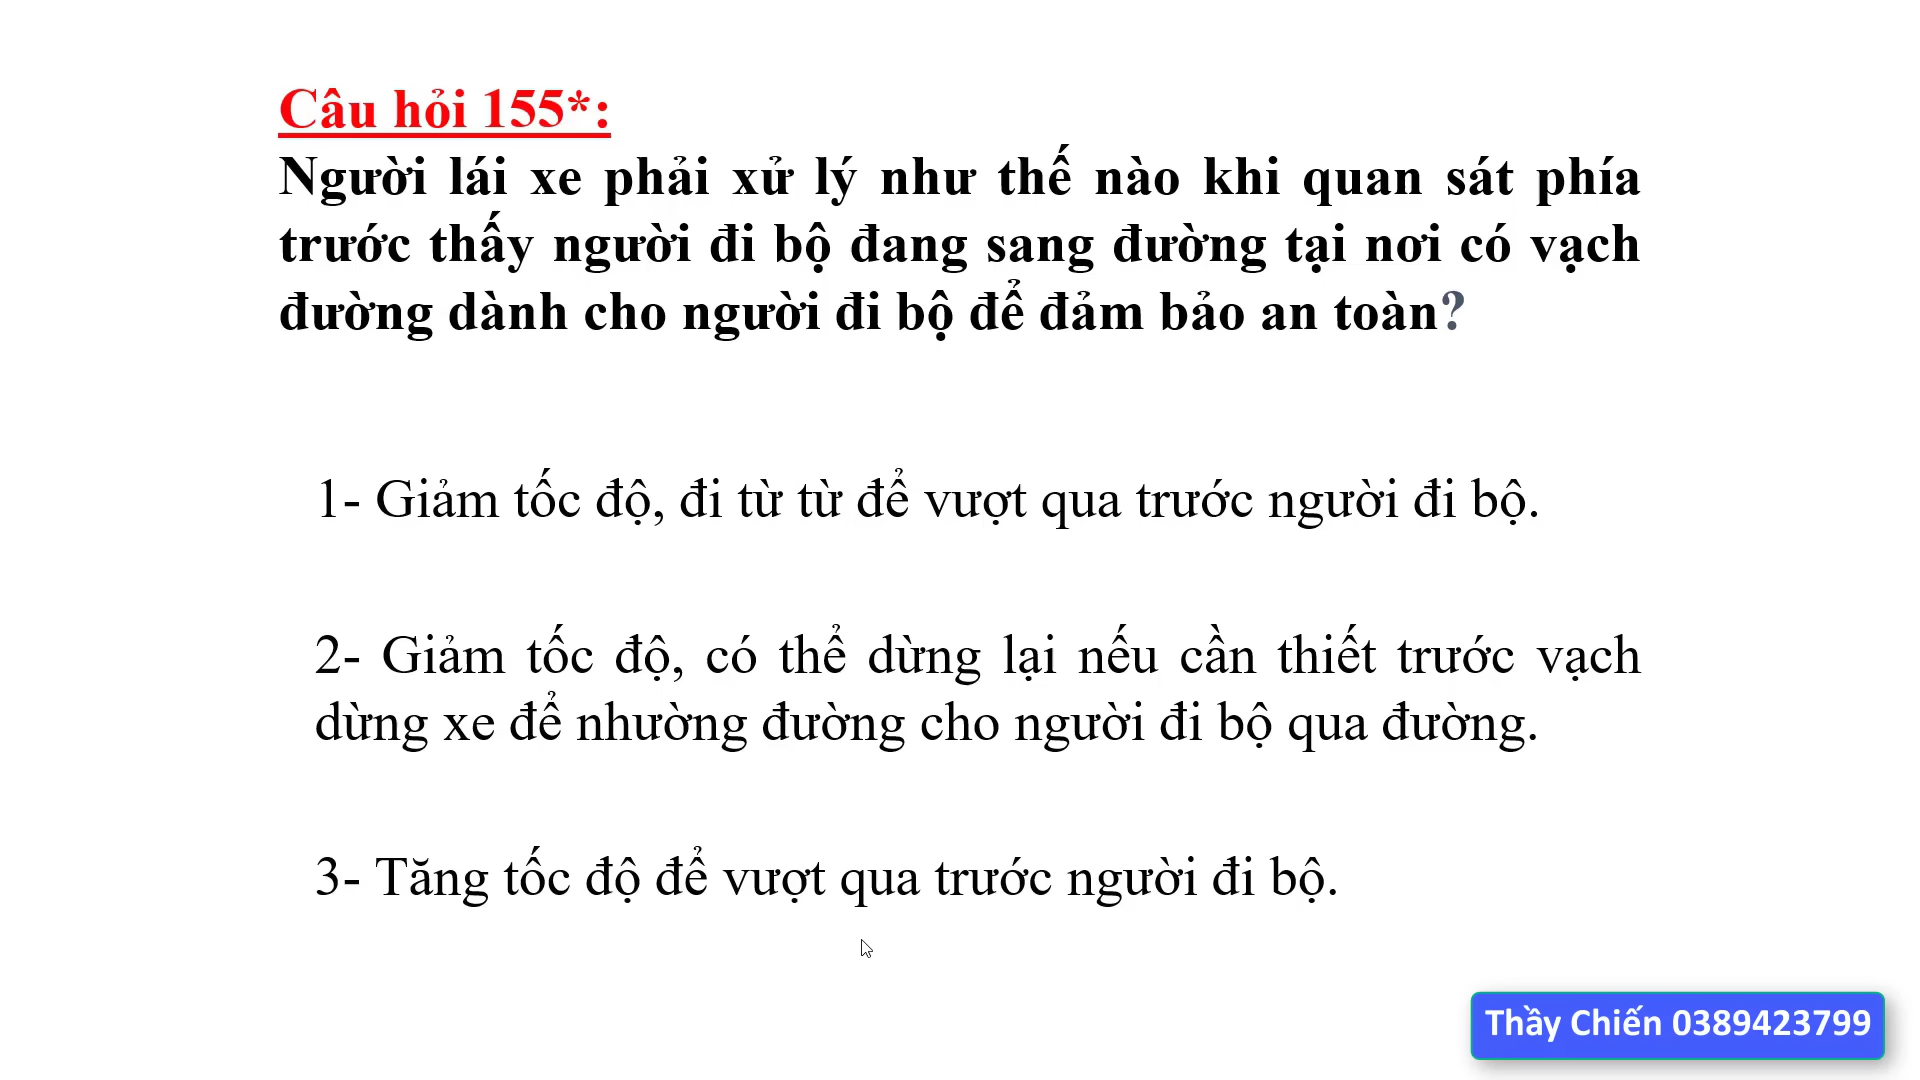 Câu hỏi 155*:
Người lái xe phải xử lý như thế nào khi quan sát phía
trước thấy người đi bộ đang sang đường tại nơi có vạch
đường dành cho người đi bộ để đảm bảo an toàn?
1- Giảm tốc độ, đi từ từ để vượt qua trước người đi bộ.
2- Giảm tốc độ, có thể dừng lại nếu cần thiết trước vạch
dừng xe để nhường đường cho người đi bộ qua đường.
3- Tăng tốc độ để vượt qua trước người đi bộ.
Thầy Chiến 0389423799